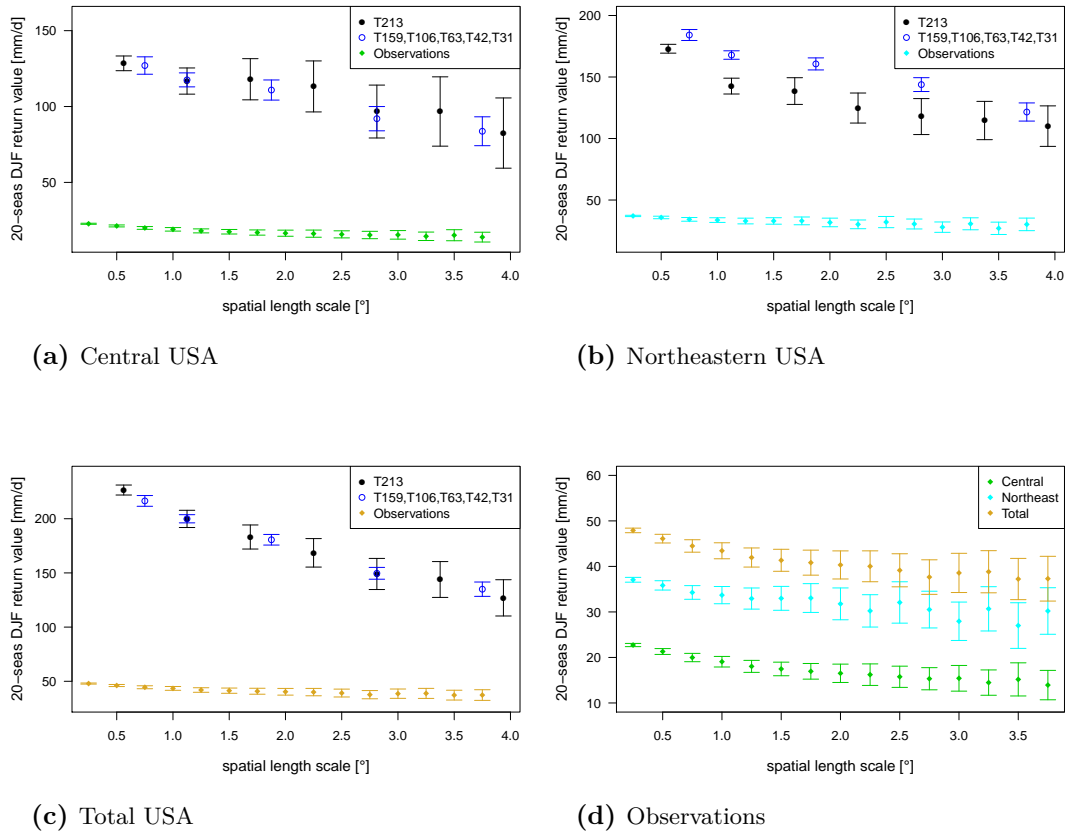 20−seas DJF return value [mm/d]
150
100
50
T213
T159,T106,T63,T42,T31
Observations
0.5 1.0 1.5 2.0 2.5 3.0 3.5 4.0
spatial length scale [°]
(a) Central USA
20−seas DJF return value [mm/d]
200
150
100
50
T213
T159,T106,T63,T42,T31
Observations
0.5 1.0 1.5 2.0 2.5 3.0 3.5 4.0
spatial length scale [°]
(b) Northeastern USA
20−seas DJF return value [mm/d]
200
150
100
50
T213
T159,T106,T63,T42,T31
Observations
0.5 1.0 1.5 2.0 2.5 3.0 3.5 4.0
spatial length scale [°]
(c) Total USA
20−seas DJF return value [mm/d]
60
50
40
30
20
10
Central
Northeast
Total
0.5 1.0 1.5 2.0 2.5 3.0 3.5
spatial length scale [°]
(d) Observations